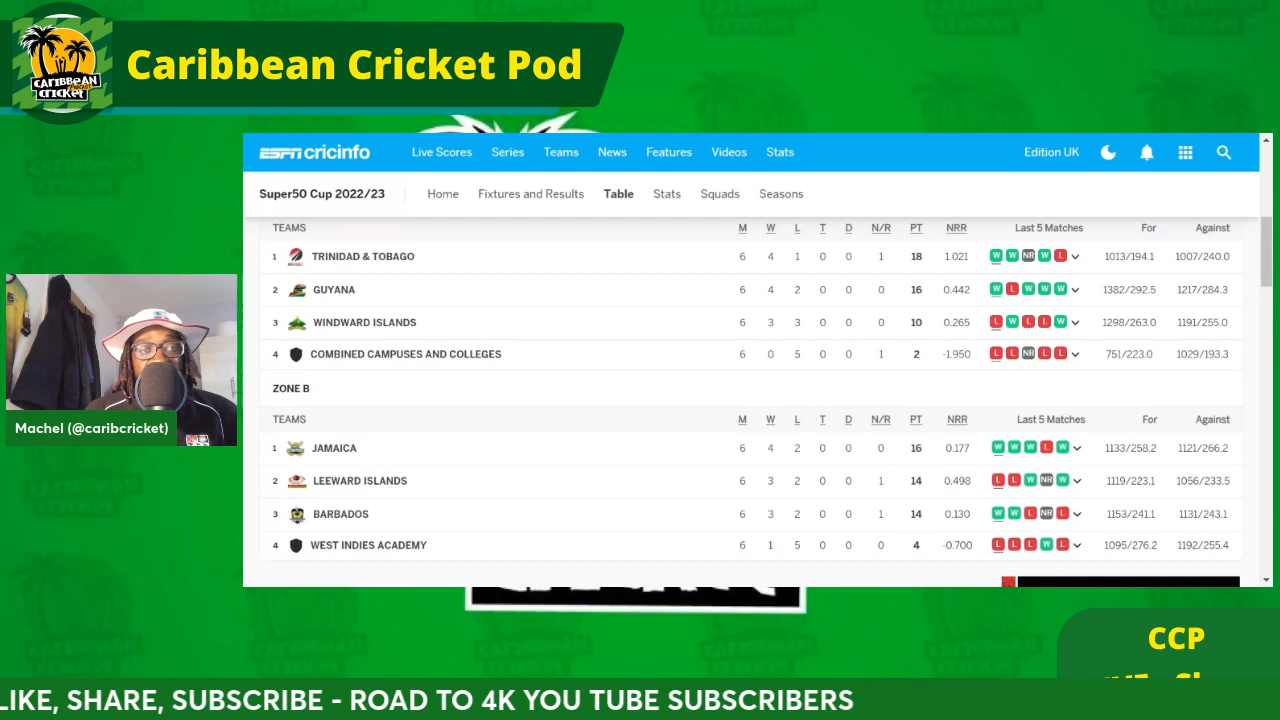 Caribbean Cricket Pod
CARIBBEAN
CRICKET
PODCAST
ESPN cricinfo Live Scores Series Teams News Features Videos Stats Edition UK
Super50 Cup 2022/23 Home Fixtures and Results Table Stats Squads Seasons
TEAMS M W L T D N/R PT NRR Last 5 Matches For Against
1 TRINIDAD & TOBAGO 6 4 1 0 0 1 18 1.021 W W NR W L 1013/194.1 1007/240.0
2 GUYANA 6 4 2 0 0 0 16 0.442 W L W W W 1382/292.5 1217/284.3
3 WINDWARD ISLANDS 6 3 3 0 0 0 10 0.265 L W L L W 1298/263.0 1191/255.0
4 COMBINED CAMPUSES AND COLLEGES 6 0 5 0 0 1 2 -1.950 L L NR L L 751/223.0 1029/193.3
ZONE B
TEAMS M W L T D N/R PT NRR Last 5 Matches For Against
1 JAMAICA 6 4 2 0 0 0 16 0.177 W W W L W 1133/258.2 1121/266.2
2 LEEWARD ISLANDS 6 3 2 0 0 1 14 0.498 L L W NR W 1119/223.1 1056/233.5
3 BARBADOS 6 3 2 0 0 1 14 0.130 W W L NR L 1153/241.1 1131/243.1
4 WEST INDIES ACADEMY 6 1 5 0 0 0 4 -0.700 L L L W L 1095/276.2 1192/255.4
Machel (@caribcricket)
CCP
LIKE, SHARE, SUBSCRIBE - ROAD TO 4K YOU TUBE SUBSCRIBERS